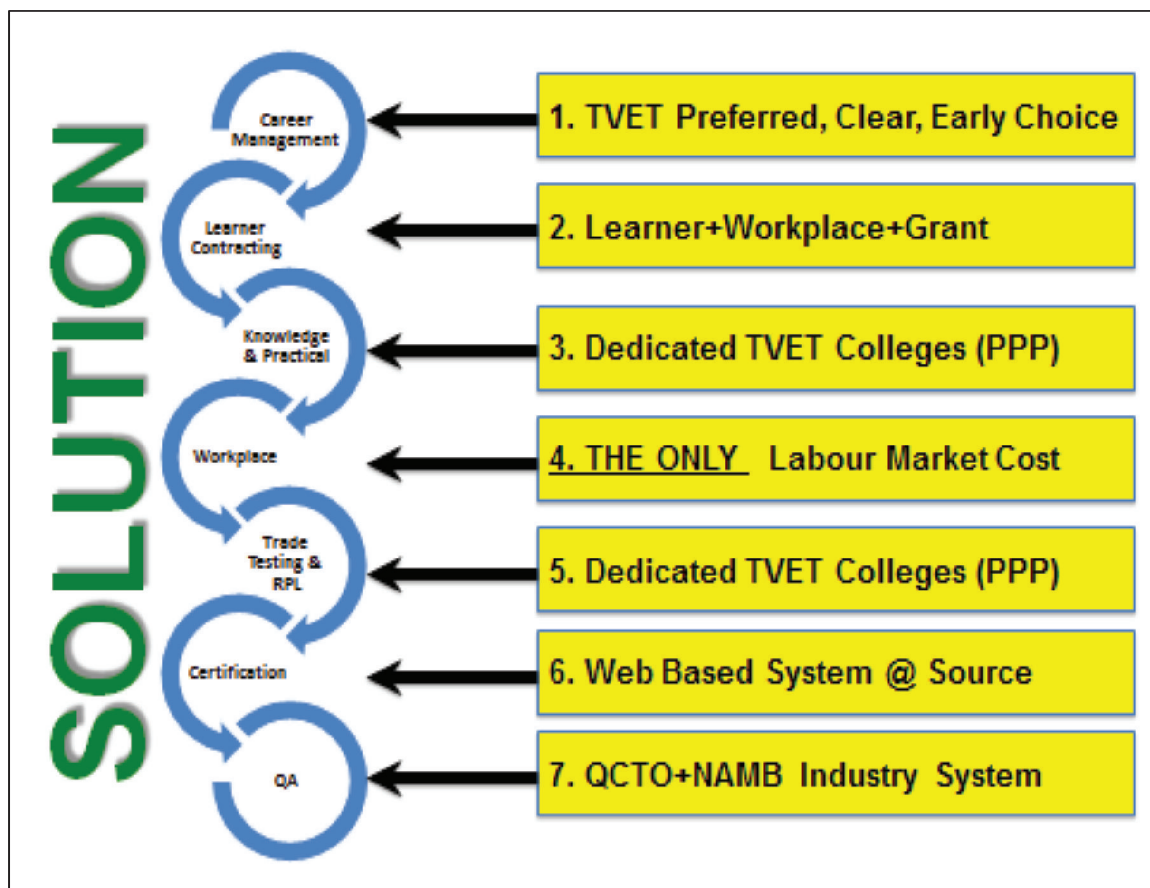 SOLUTION
Career
Management
1. TVET Preferred, Clear, Early Choice
Learner
Contracting
2. Learner+Workplace+Grant
Knowledge
& Practical
3. Dedicated TVET Colleges (PPP)
Workplace
4. THE ONLY Labour Market Cost
Trade
Testing &
RPL
5. Dedicated TVET Colleges (PPP)
Certification
6. Web Based System @ Source
QA
7. QCTO+NAMB Industry System